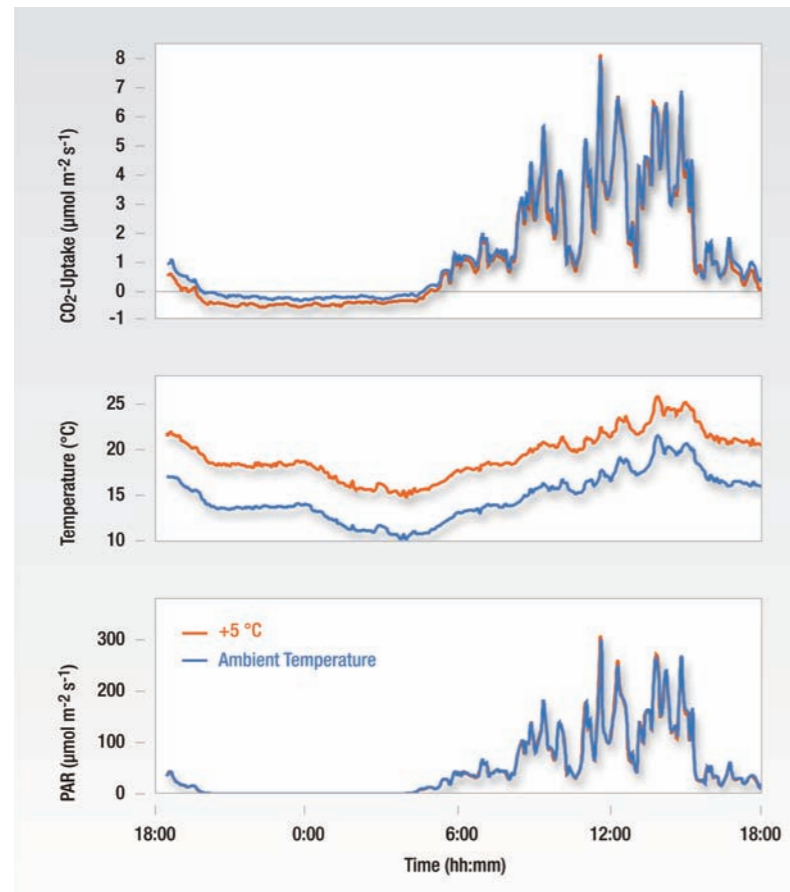 8
7
6
5
4
3
2
1
0
-1
CO2-Uptake (µmol m-2 s-1)
25
20
15
10
Temperature (°C)
+5 °C
Ambient Temperature
300
200
100
0
PAR (µmol m-2 s-1)
18:00 0:00 6:00 12:00 18:00
Time (hh:mm)